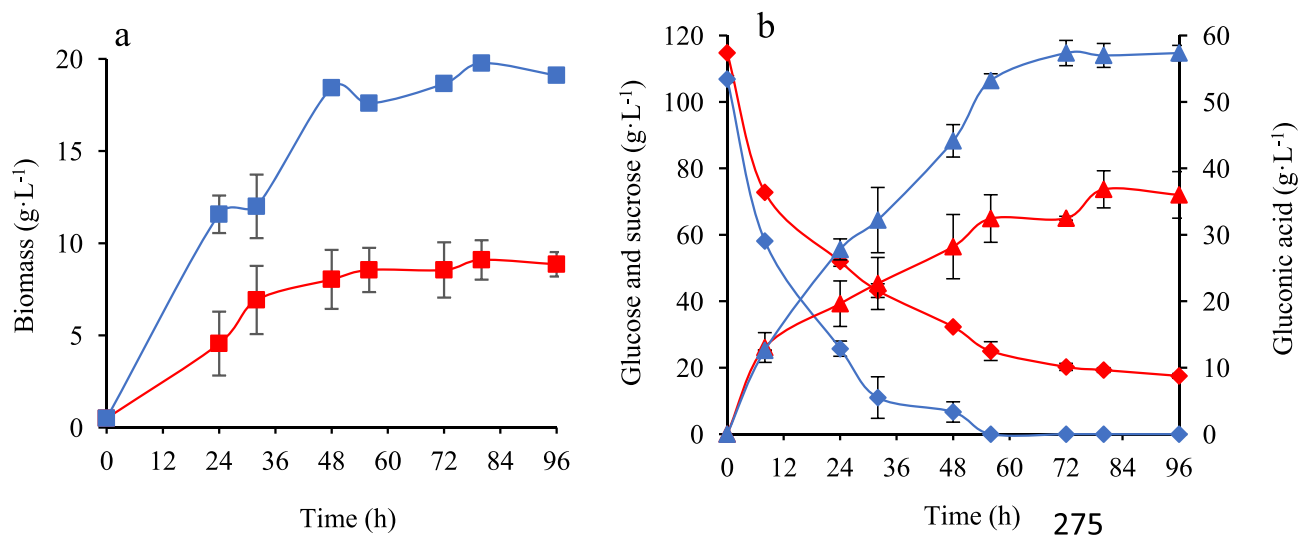 a
Biomass (g·L⁻¹)
20
15
10
5
0
0 12 24 36 48 60 72 84 96
Time (h)
b
Glucose and sucrose (g·L⁻¹)
120
100
80
60
40
20
0
60
50
40
30
20
10
0
Gluconic acid (g·L⁻¹)
0 12 24 36 48 60 72 84 96
Time (h)
275